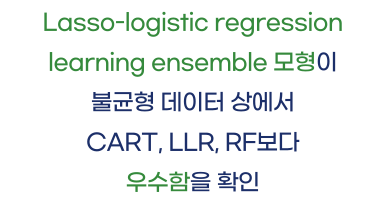 Lasso-logistic regression
learning ensemble 모형이
불균형 데이터 상에서
CART, LLR, RF보다
우수함을 확인